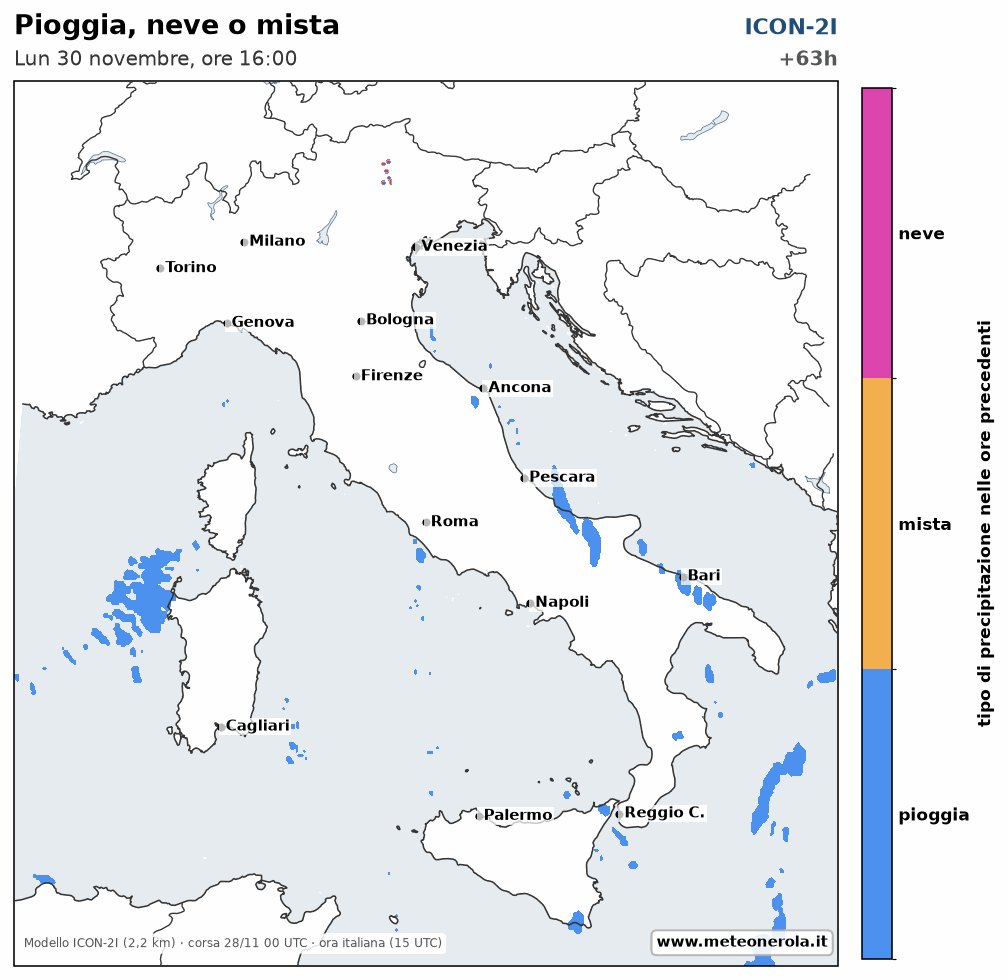 Pioggia, neve o mista
ICON-2I
Lun 30 novembre, ore 16:00
+63h
neve
Milano
Venezia
Torino
Genova
Bologna
Firenze
Ancona
Pescara
Roma
mista
Bari
Napoli
Cagliari
Palermo
Reggio C.
pioggia
tipo di precipitazione nelle ore precedenti
Modello ICON-2I (2,2 km) · corsa 28/11 00 UTC · ora italiana (15 UTC)
www.meteonerola.it